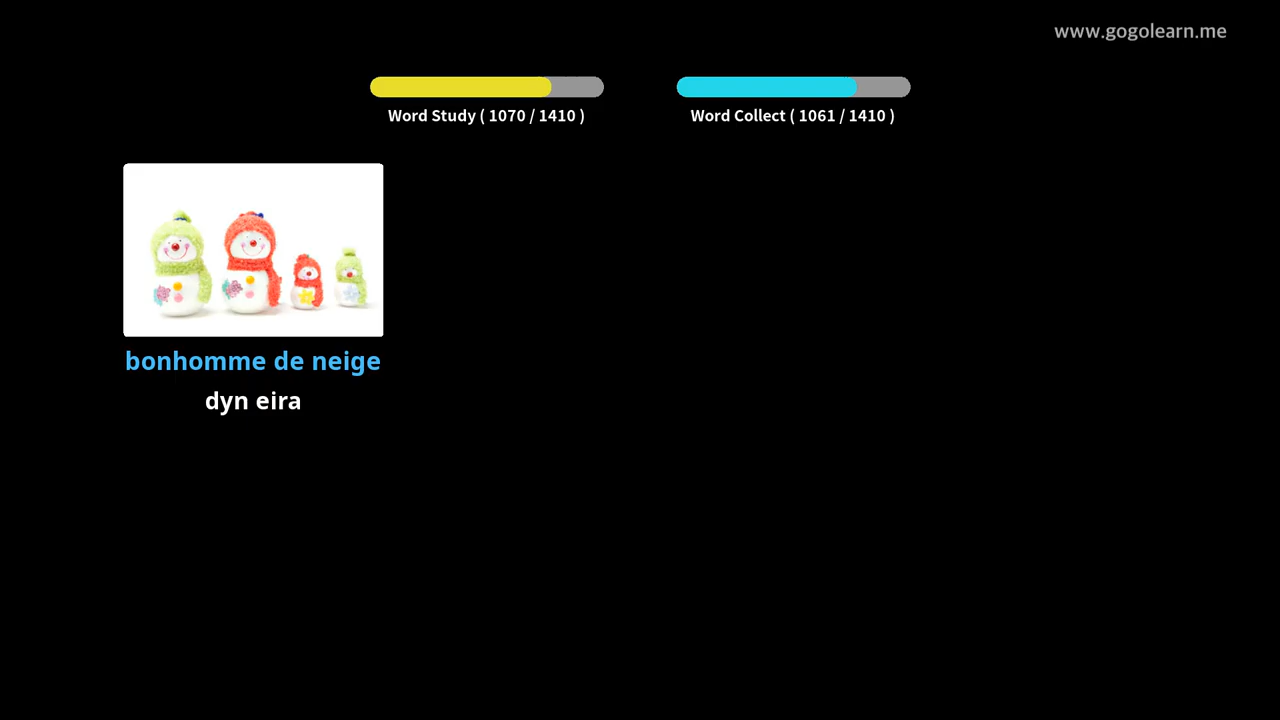 www.gogolearn.me
Word Study ( 1070 / 1410 )
Word Collect ( 1061 / 1410 )
bonhomme de neige
dyn eira